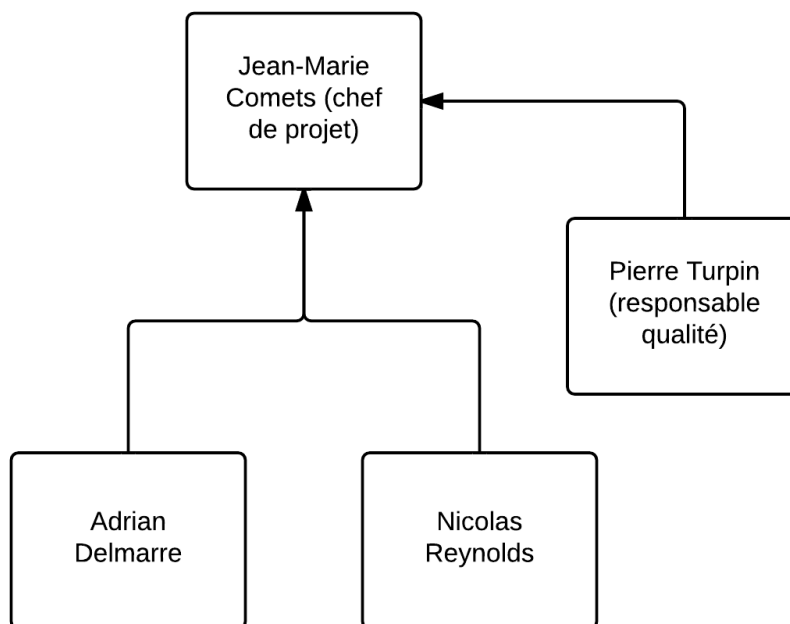 Jean-Marie
Comets (chef
de projet)
Pierre Turpin
(responsable
qualité)
Adrian
Delmarre
Nicolas
Reynolds